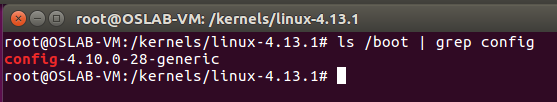 root@OSLAB-VM: /kernels/linux-4.13.1
root@OSLAB-VM:/kernels/linux-4.13.1# ls /boot | grep config
config-4.10.0-28-generic
root@OSLAB-VM:/kernels/linux-4.13.1#